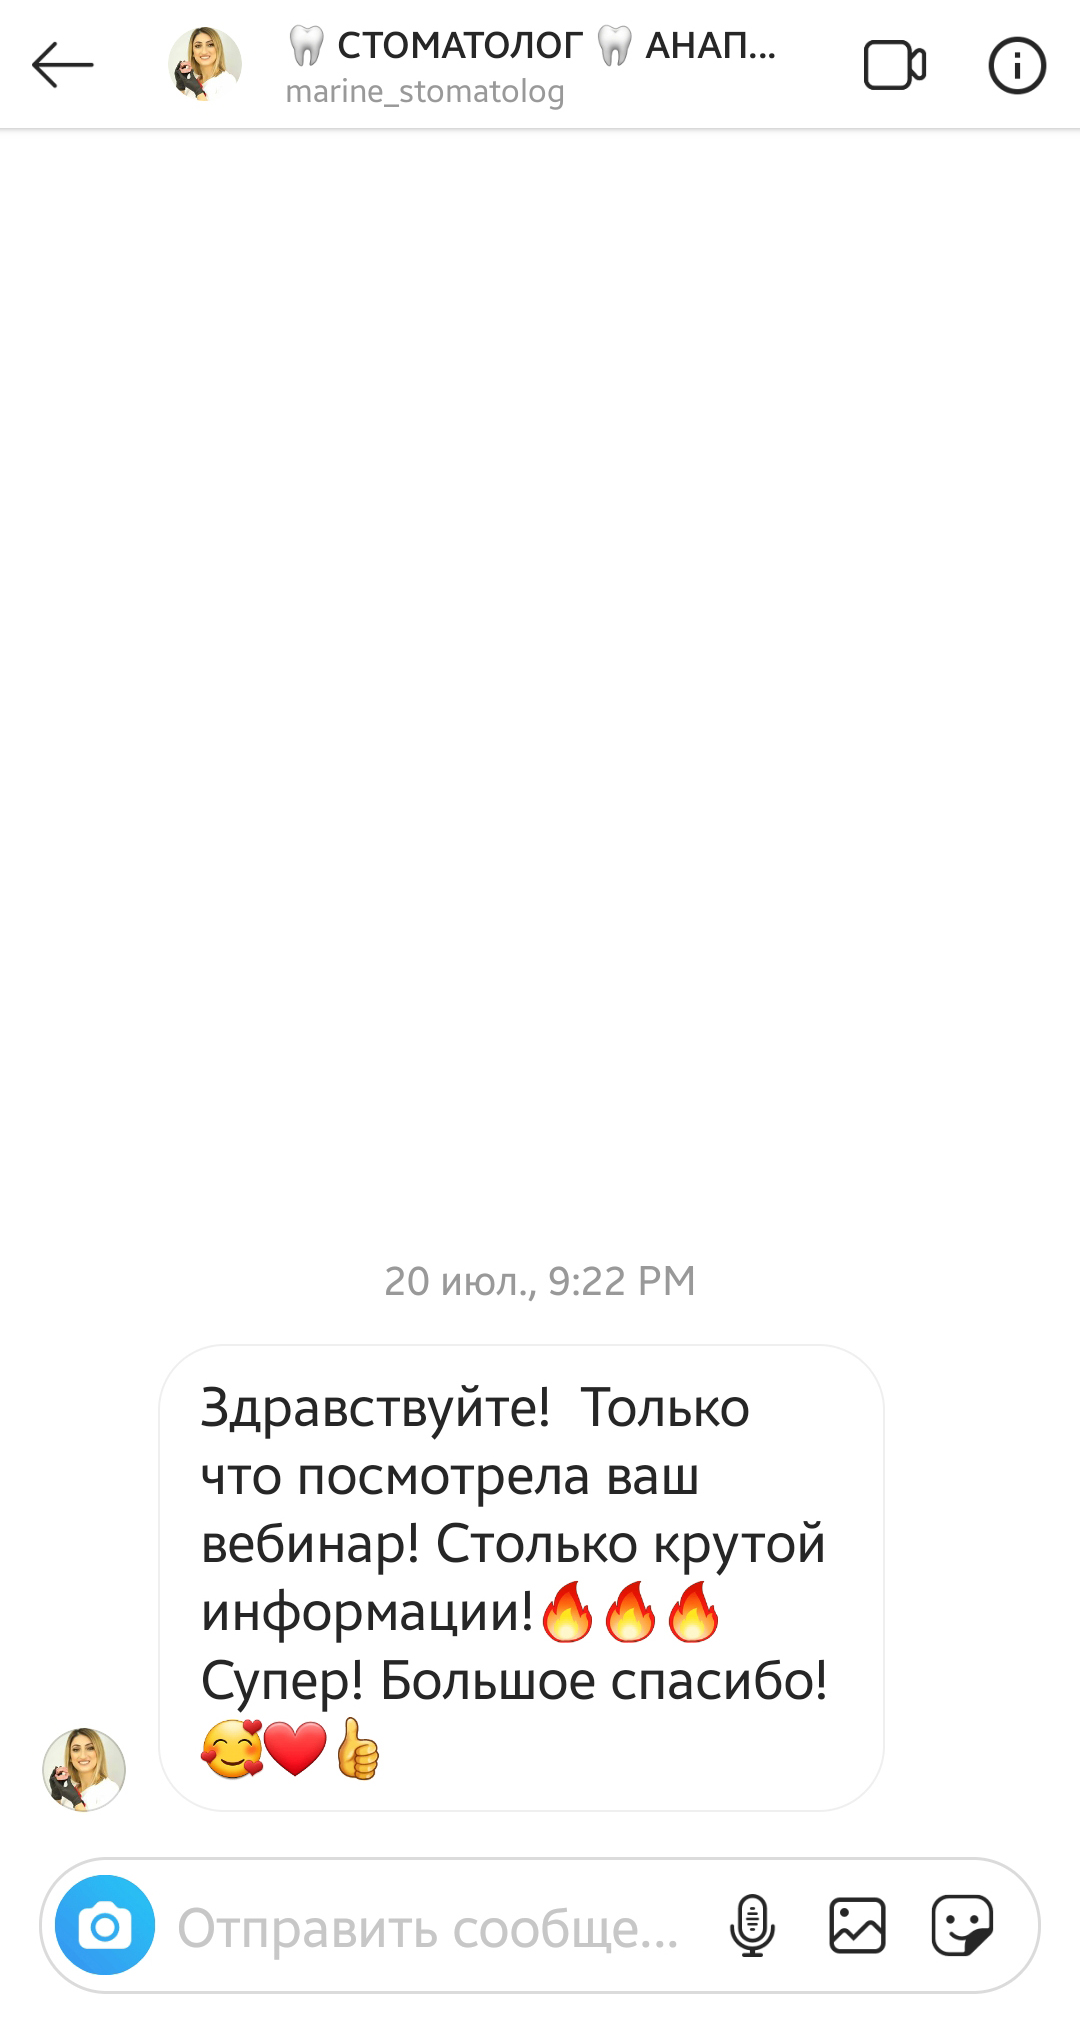 🦷 СТОМАТОЛОГ 🦷 АНАП...
marine_stomatolog
20 июл., 9:22 PM
Здравствуйте!  Только
что посмотрела ваш
вебинар! Столько крутой
информации!🔥🔥🔥
Супер! Большое спасибо!
🥰❤️👍
Отправить сообще...